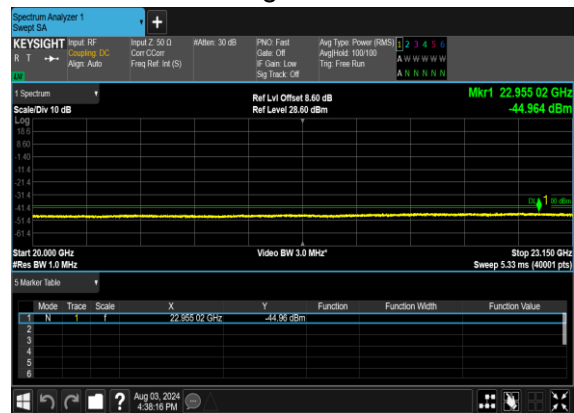 Spectrum Analyzer 1
Swept SA
+
KEYSIGHT Input: RF Input Z: 50 Ω #Atten: 30 dB PNO: Fast Avg Type: Power (RMS) 1 2 3 4 5 6
R T Coupling: DC Corr CCorr Gate: Off Avg|Hold: 100/100 A W W W W W
Align: Auto Freq Ref: Int (S) IF Gain: Low Trig: Free Run
LXI Sig Track: Off A N N N N N
1 Spectrum Ref Lvl Offset 8.60 dB Mkr1 22.955 02 GHz
Scale/Div 10 dB Ref Level 28.60 dBm -44.964 dBm
Log
18.6
8.60
-1.40
-11.4
-21.4
-31.4
1
-41.4
-51.4
-61.4
Start 20.000 GHz Video BW 3.0 MHz* Stop 23.150 GHz
#Res BW 1.0 MHz Sweep 5.33 ms (40001 pts)
5 Marker Table
Mode Trace Scale X Y Function Function Width Function Value
1 N 1 f 22.955 02 GHz -44.96 dBm
2
3
4
5
6
? Aug 03, 2024
4:38:16 PM